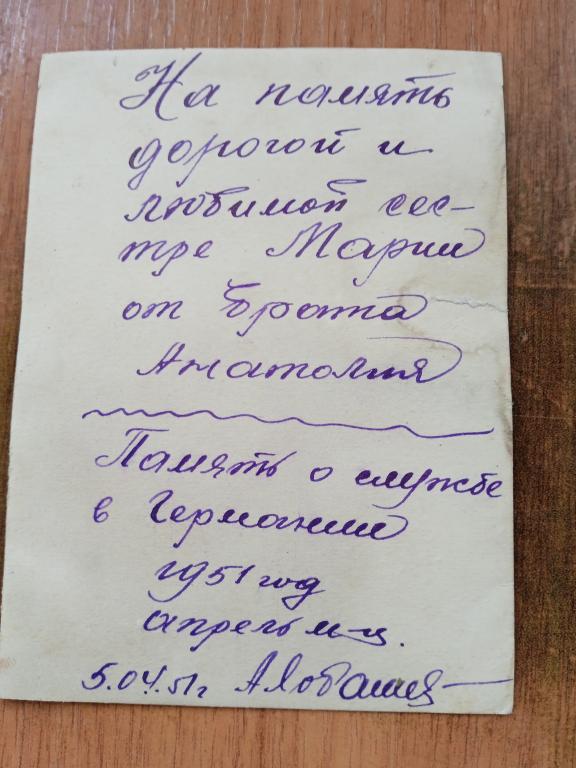 На память
дорогой и
любимой сес-
тре Марии
от брата
Анатолия
Память о службе
в Германии
1951 год
апрель м-ц.
5.04.51г